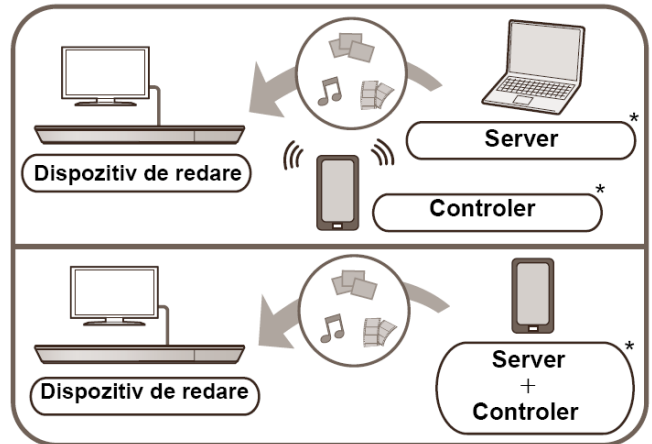 *
Server
Dispozitiv de redare
*
Controler
*
Server
+
Controler
Dispozitiv de redare